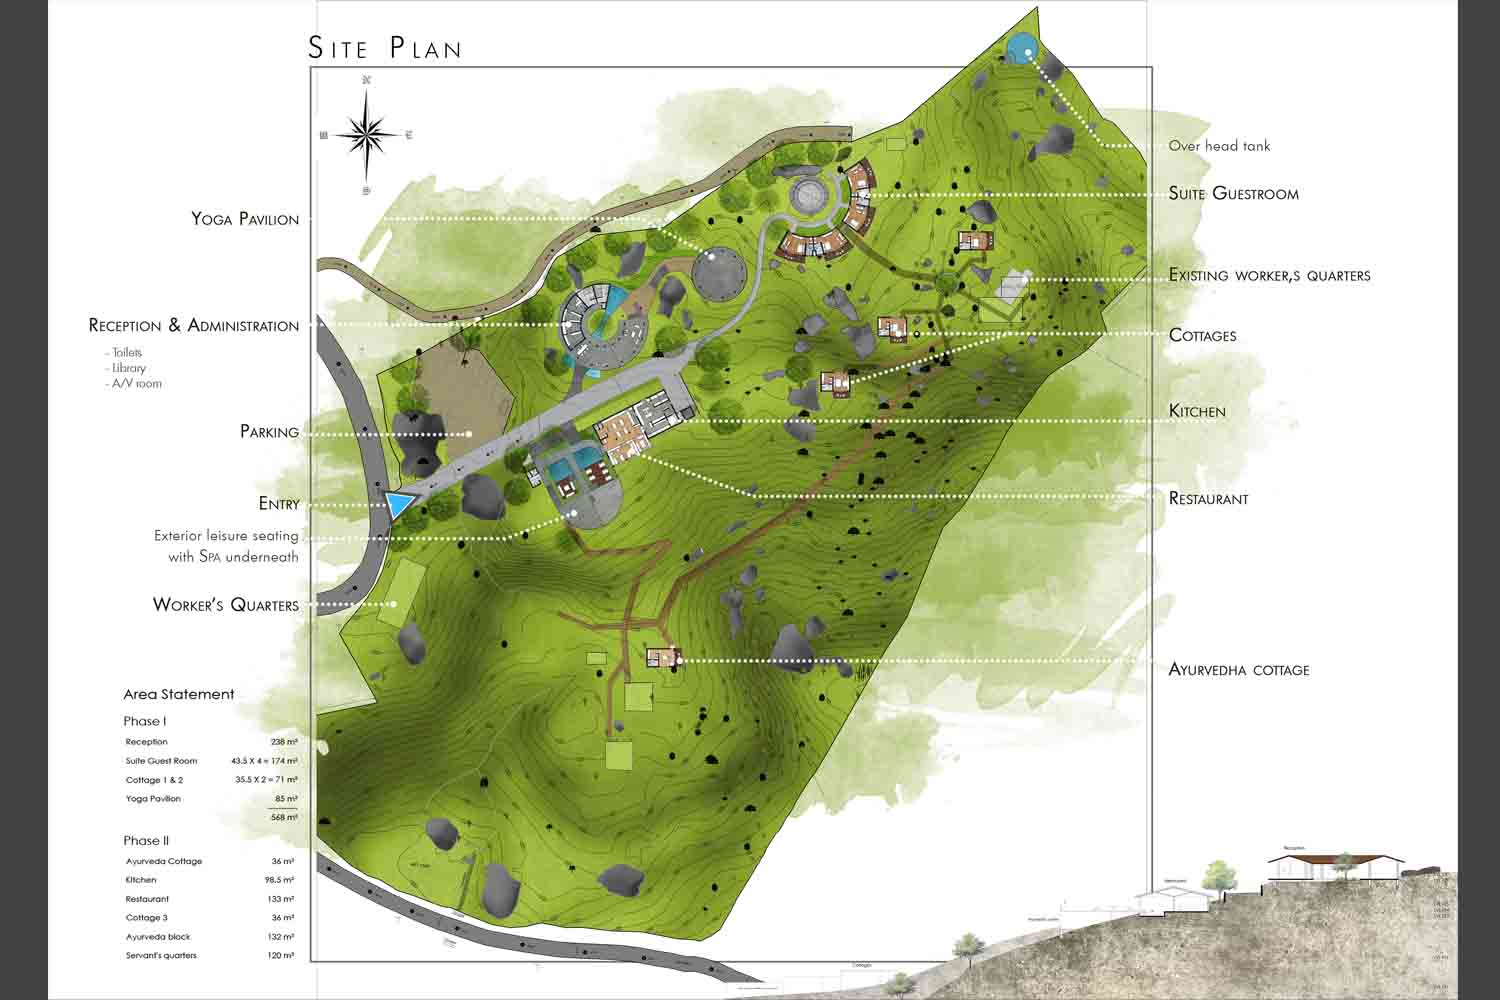 Site Plan
Yoga Pavilion
Reception & Administration
- Toilets
- Library
- A/V room
Parking
Entry
Exterior leisure seating
with Spa underneath
Worker's Quarters
Over head tank
Suite Guestroom
Existing worker,s quarters
Cottages
Kitchen
Restaurant
Ayurvedha cottage
Area Statement
Phase I
Reception 238 m²
Suite Guest Room 43.5 X 4 = 174 m²
Cottage 1 & 2 35.5 X 2 = 71 m²
Yoga Pavilion 85 m²
568 m²
Phase II
Ayurveda Cottage 36 m²
Kitchen 98.5 m²
Restaurant 133 m²
Cottage 3 36 m²
Ayurveda block 132 m²
Servant's quarters 120 m²
Reception
Restaurant
Cottages